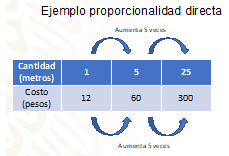 Ejemplo proporcionalidad directa
Aumenta 5 veces
Cantidad (metros) 1 5 25
Costo (pesos) 12 60 300
Aumenta 5 veces